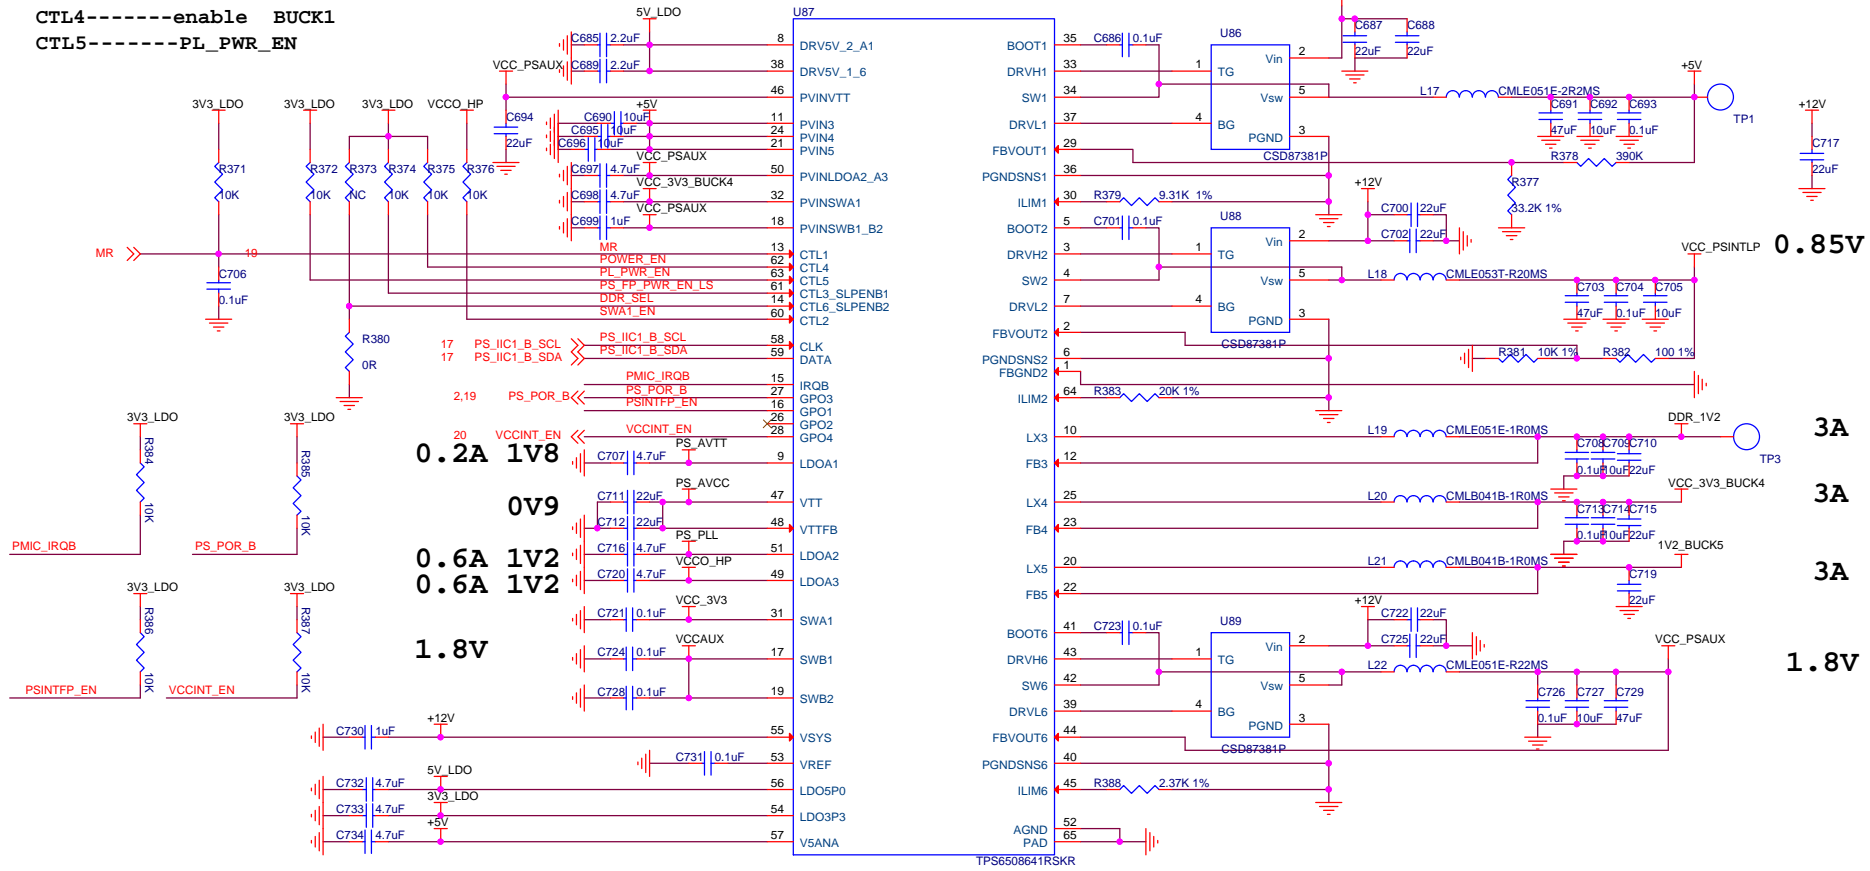 CTL4-------enable BUCK1
CTL5-------PL_PWR_EN
3V3_LDO 3V3_LDO 3V3_LDO VCCO_HP
R371 10K
R372 10K
R373 NC
R374 10K
R375 10K
R376 10K
MR 19
C706 0.1uF
R380 0R
5V_LDO
C685 2.2uF
C689 2.2uF
VCC_PSAUX
C694 22uF
+5V
C690 10uF
C695 10uF
C696 10uF
VCC_PSAUX
C697 4.7uF
VCC_3V3_BUCK4
C698 4.7uF
VCC_PSAUX
C699 1uF
MR
POWER_EN
PL_PWR_EN
PS_FP_PWR_EN_LS
DDR_SEL
SWA1_EN
17 PS_IIC1_B_SCL PS_IIC1_B_SCL
17 PS_IIC1_B_SDA PS_IIC1_B_SDA
PMIC_IRQB
2,19 PS_POR_B PS_POR_B
PSINTFP_EN
20 VCCINT_EN VCCINT_EN
0.2A 1V8
PS_AVTT
C707 4.7uF
0V9
PS_AVCC
C711 22uF
C712 22uF
0.6A 1V2
PS_PLL
C716 4.7uF
0.6A 1V2
VCCO_HP
C720 4.7uF
VCC_3V3
C721 0.1uF
1.8V
VCCAUX
C724 0.1uF
C728 0.1uF
+12V
C730 1uF
C731 0.1uF
5V_LDO
C732 4.7uF
3V3_LDO
C733 4.7uF
+5V
C734 4.7uF
3V3_LDO 3V3_LDO
R384 10K
R385 10K
PMIC_IRQB PS_POR_B
3V3_LDO 3V3_LDO
R386 10K
R387 10K
PSINTFP_EN VCCINT_EN
U87
8 DRV5V_2_A1
38 DRV5V_1_6
46 PVINVTT
11 PVIN3
24 PVIN4
21 PVIN5
50 PVINLDOA2_A3
32 PVINSWA1
18 PVINSWB1_B2
13 CTL1
62 CTL4
63 CTL5
61 CTL3_SLPENB1
14 CTL6_SLPENB2
60 CTL2
58 CLK
59 DATA
15 IRQB
27 GPO3
16 GPO1
26 GPO2
28 GPO4
9 LDOA1
47 VTT
48 VTTFB
51 LDOA2
49 LDOA3
31 SWA1
17 SWB1
19 SWB2
55 VSYS
53 VREF
56 LDO5P0
54 LDO3P3
57 V5ANA
BOOT1 35
DRVH1 33
SW1 34
DRVL1 37
FBVOUT1 29
PGNDSNS1 36
ILIM1 30
BOOT2 5
DRVH2 3
SW2 4
DRVL2 7
FBVOUT2 2
PGNDSNS2 6
FBGND2 1
ILIM2 64
LX3 10
FB3 12
LX4 25
FB4 23
LX5 20
FB5 22
BOOT6 41
DRVH6 43
SW6 42
DRVL6 39
FBVOUT6 44
PGNDSNS6 40
ILIM6 45
AGND 52
PAD 65
TPS6508641RSKR
C686 0.1uF
U86
1 TG
4 BG
Vin 2
Vsw 5
PGND 3
CSD87381P
C687 22uF
C688 22uF
L17 CMLE051E-2R2MS
+5V
TP1
C691 47uF
C692 10uF
C693 0.1uF
R378 390K
R377 33.2K 1%
R379 9.31K 1%
+12V
C717 22uF
C701 0.1uF
U88
1 TG
4 BG
Vin 2
Vsw 5
PGND 3
CSD87381P
+12V
C700 22uF
C702 22uF
L18 CMLE053T-R20MS
VCC_PSINTLP 0.85V
C703 47uF
C704 0.1uF
C705 10uF
R381 10K 1%
R382 100 1%
R383 20K 1%
L19 CMLE051E-1R0MS
DDR_1V2
TP3
3A
C708 0.1uF
C709 10uF
C710 22uF
L20 CMLB041B-1R0MS
VCC_3V3_BUCK4
3A
C713 0.1uF
C714 10uF
C715 22uF
L21 CMLB041B-1R0MS
1V2_BUCK5
3A
C719 22uF
C723 0.1uF
U89
1 TG
4 BG
Vin 2
Vsw 5
PGND 3
CSD87381P
+12V
C722 22uF
C725 22uF
L22 CMLE051E-R22MS
VCC_PSAUX
1.8V
C726 0.1uF
C727 10uF
C729 47uF
R388 2.37K 1%